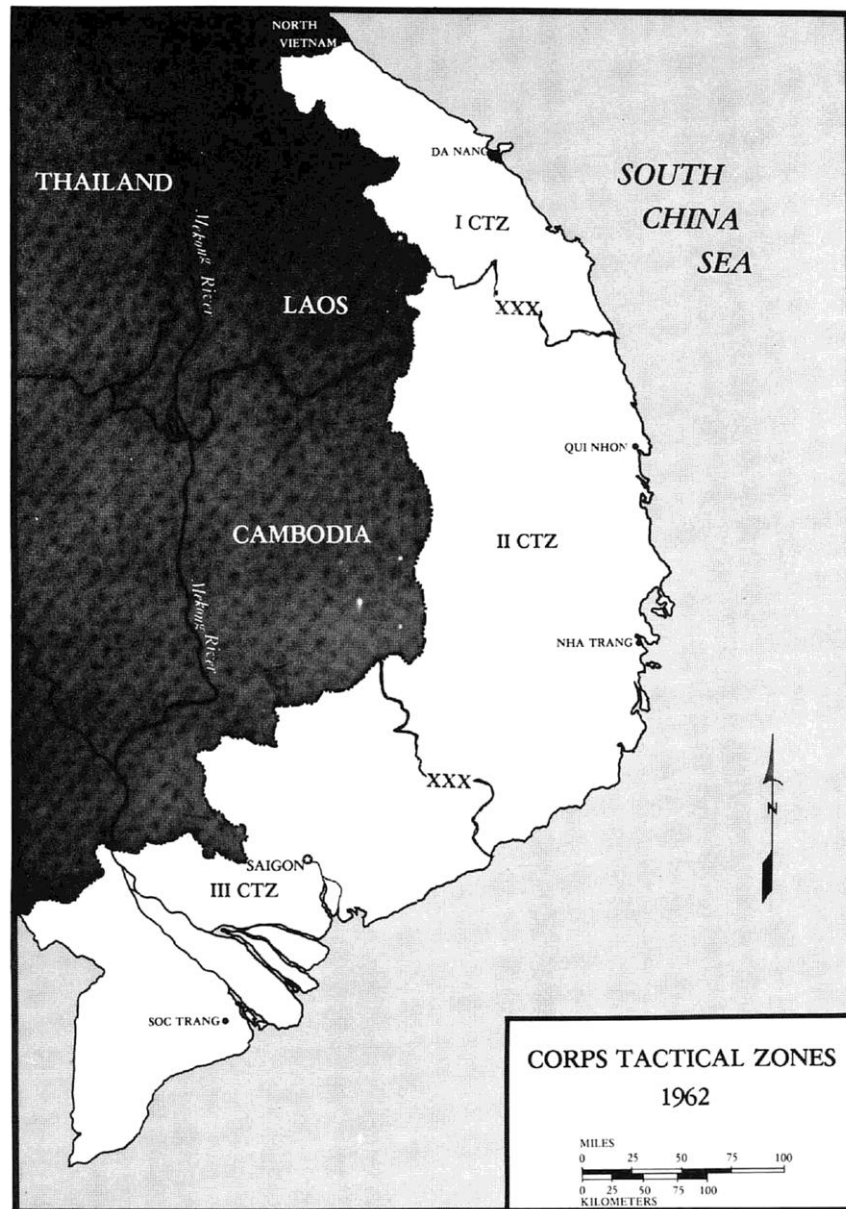 NORTH
VIETNAM
DA NANG
THAILAND
SOUTH
CHINA
SEA
Mekong River
I CTZ
LAOS
XXX
QUI NHON
CAMBODIA
II CTZ
Mekong River
NHA TRANG
XXX
N
SAIGON
III CTZ
SOC TRANG
CORPS TACTICAL ZONES
1962
MILES
0 25 50 75 100
0 25 50 75 100
KILOMETERS